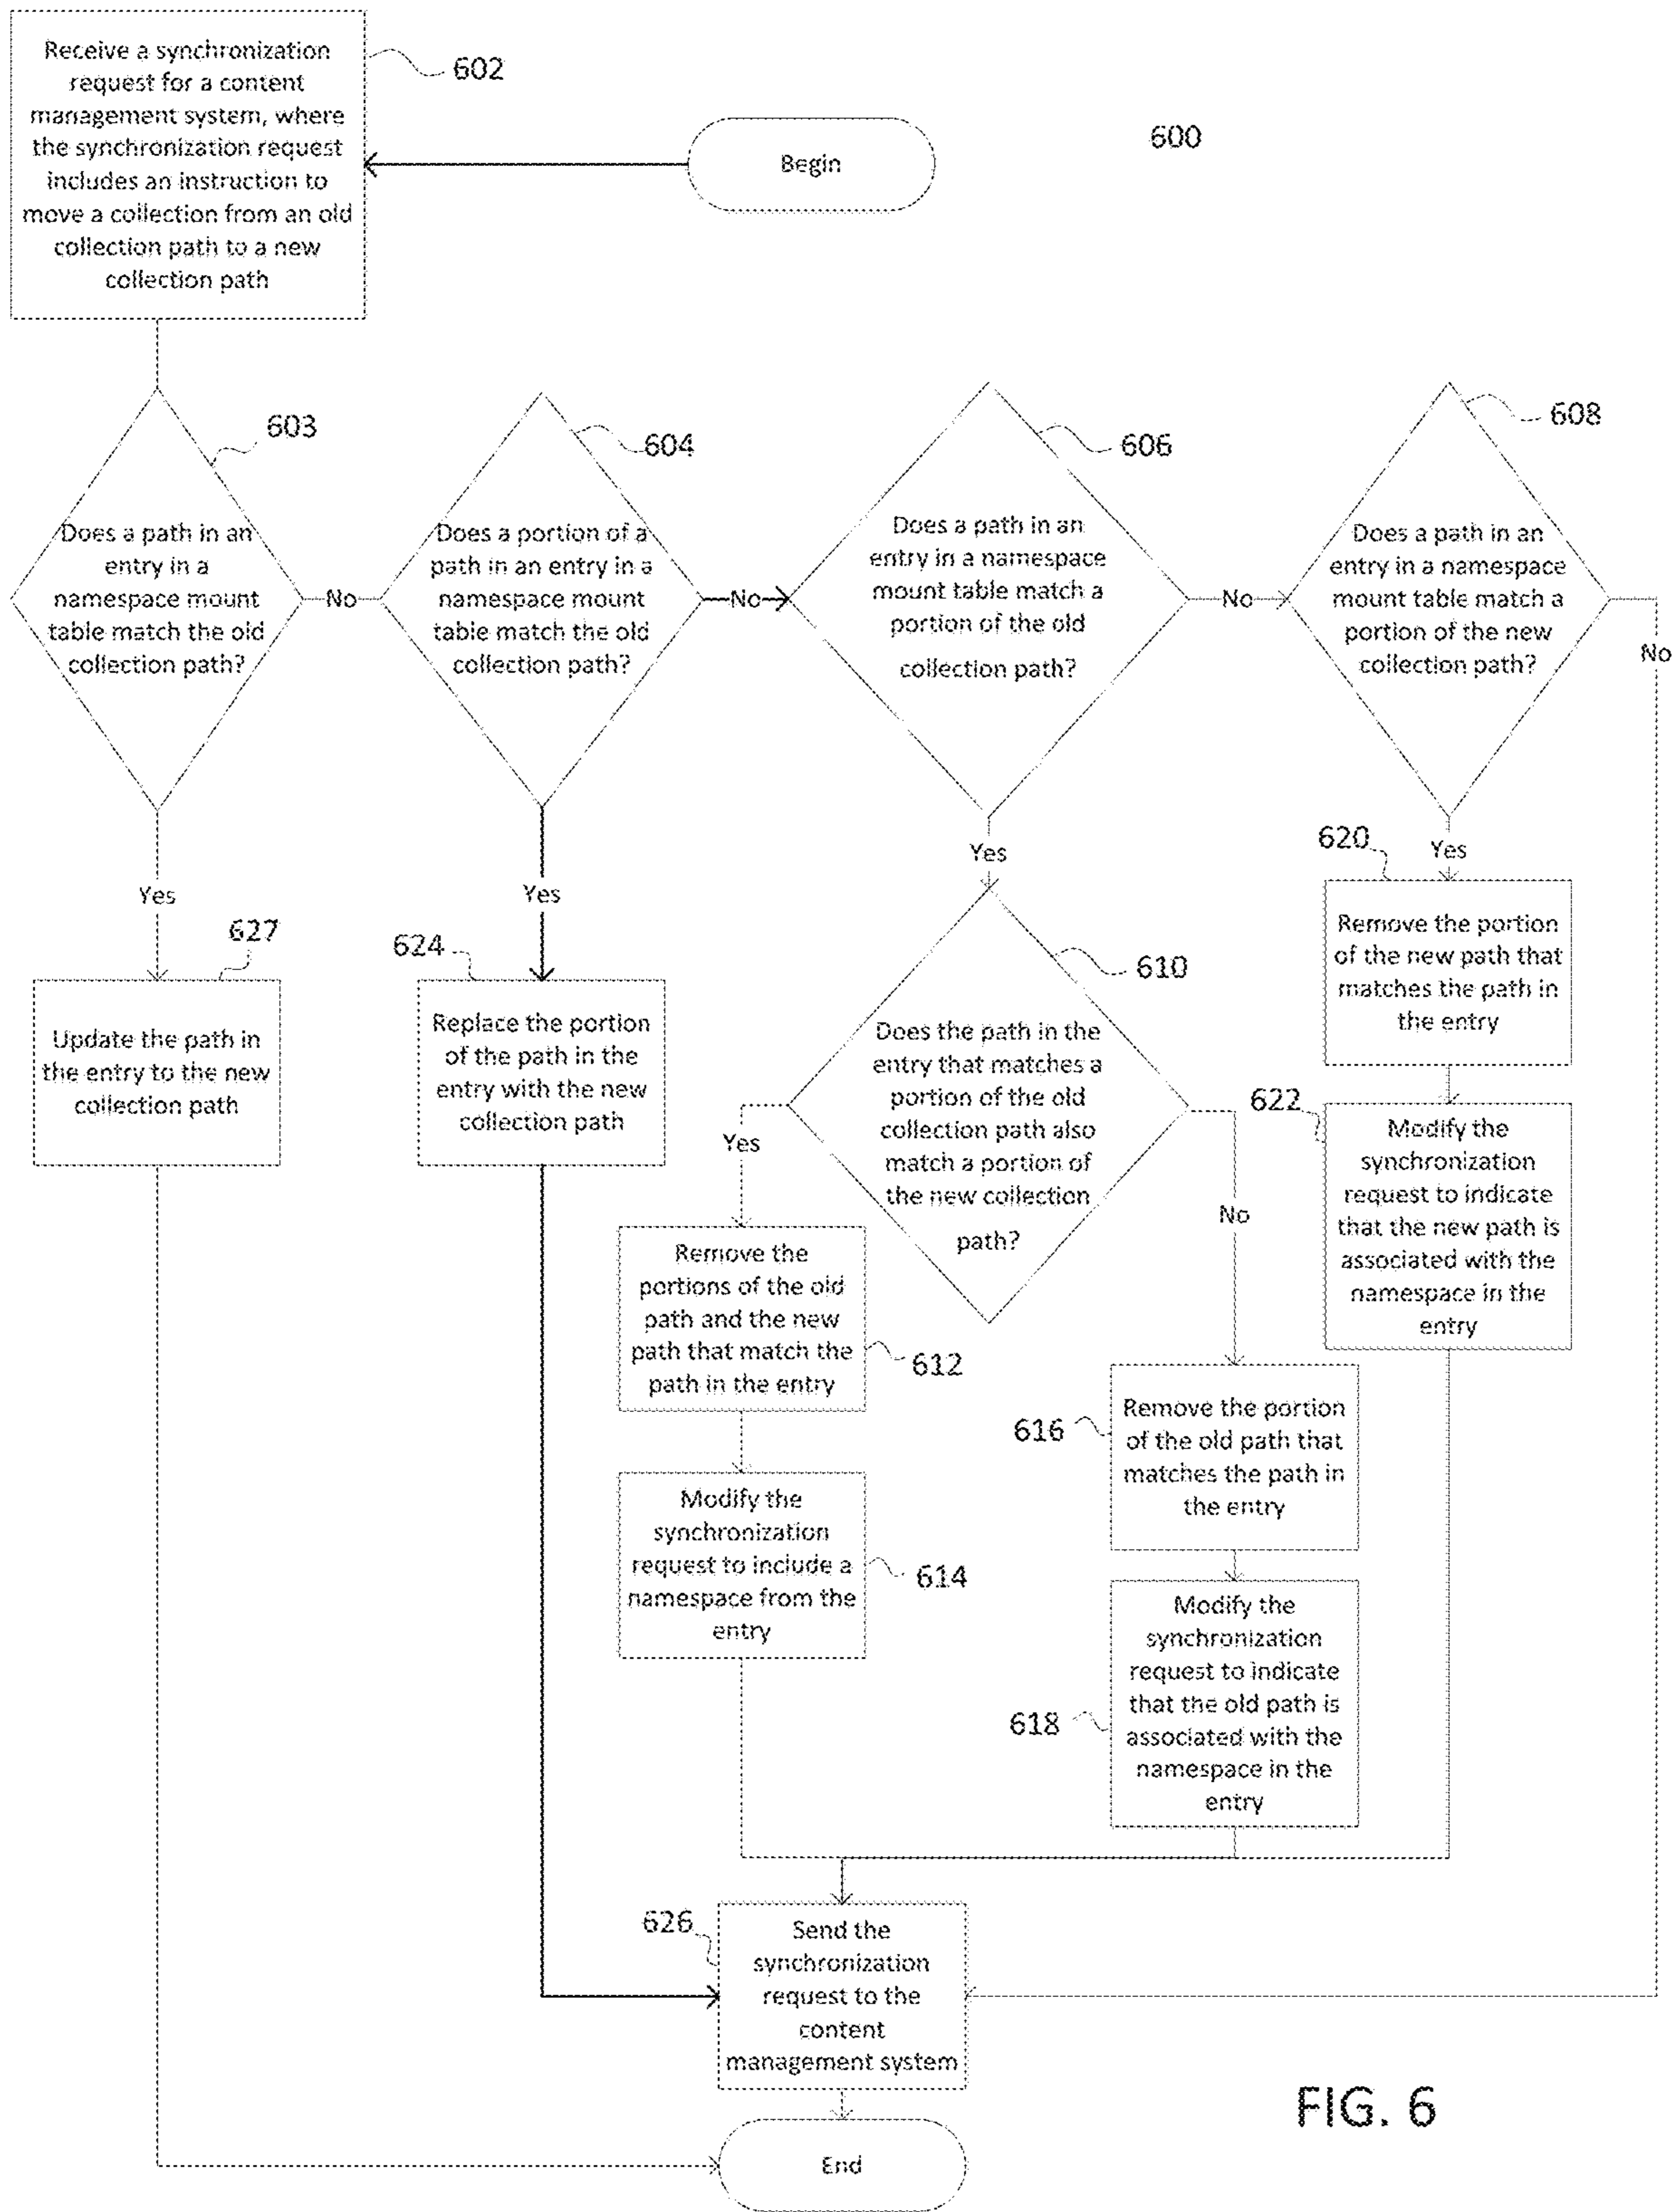 Receive a synchronization
request for a content
management system, where
the synchronization request
includes an instruction to
move a collection from an old
collection path to a new
collection path
602
Begin
600
603
Does a path in an
entry in a
namespace mount
table match the old
collection path?
No
604
Does a portion of a
path in an entry in a
namespace mount
table match the old
collection path?
No
606
Does a path in an
entry in a namespace
mount table match a
portion of the old
collection path?
No
608
Does a path in an
entry in a namespace
mount table match a
portion of the new
collection path?
No
Yes
627
Update the path in
the entry to the new
collection path
Yes
624
Replace the portion
of the path in the
entry with the new
collection path
Yes
610
Does the path in the
entry that matches a
portion of the old
collection path also
match a portion of
the new collection
path?
Yes
612
Remove the
portions of the old
path and the new
path that match the
path in the entry
614
Modify the
synchronization
request to include a
namespace from the
entry
No
616
Remove the portion
of the old path that
matches the path in
the entry
618
Modify the
synchronization
request to indicate
that the old path is
associated with the
namespace in the
entry
Yes
620
Remove the portion
of the new path that
matches the path in
the entry
622
Modify the
synchronization
request to indicate
that the new path is
associated with the
namespace in the
entry
626
Send the
synchronization
request to the
content
management system
End
FIG. 6